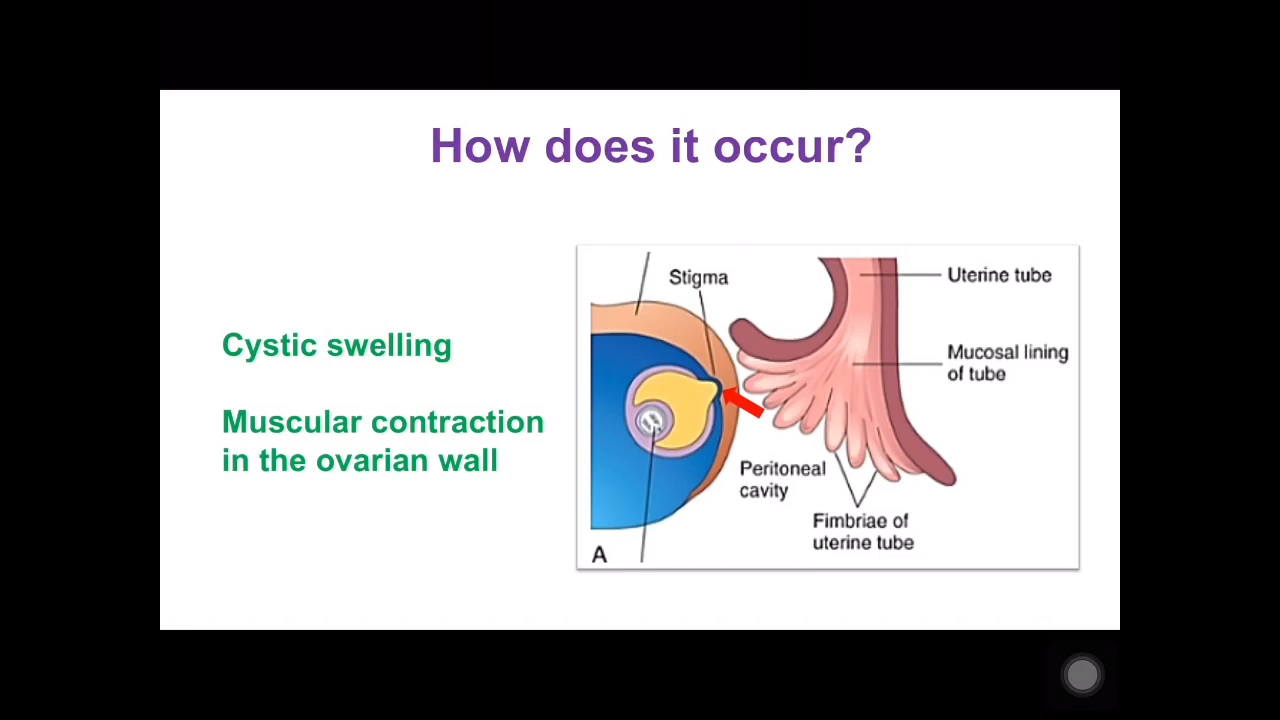 How does it occur?
Cystic swelling
Muscular contraction
in the ovarian wall
Stigma
Uterine tube
Mucosal lining
of tube
Peritoneal
cavity
Fimbriae of
uterine tube
A